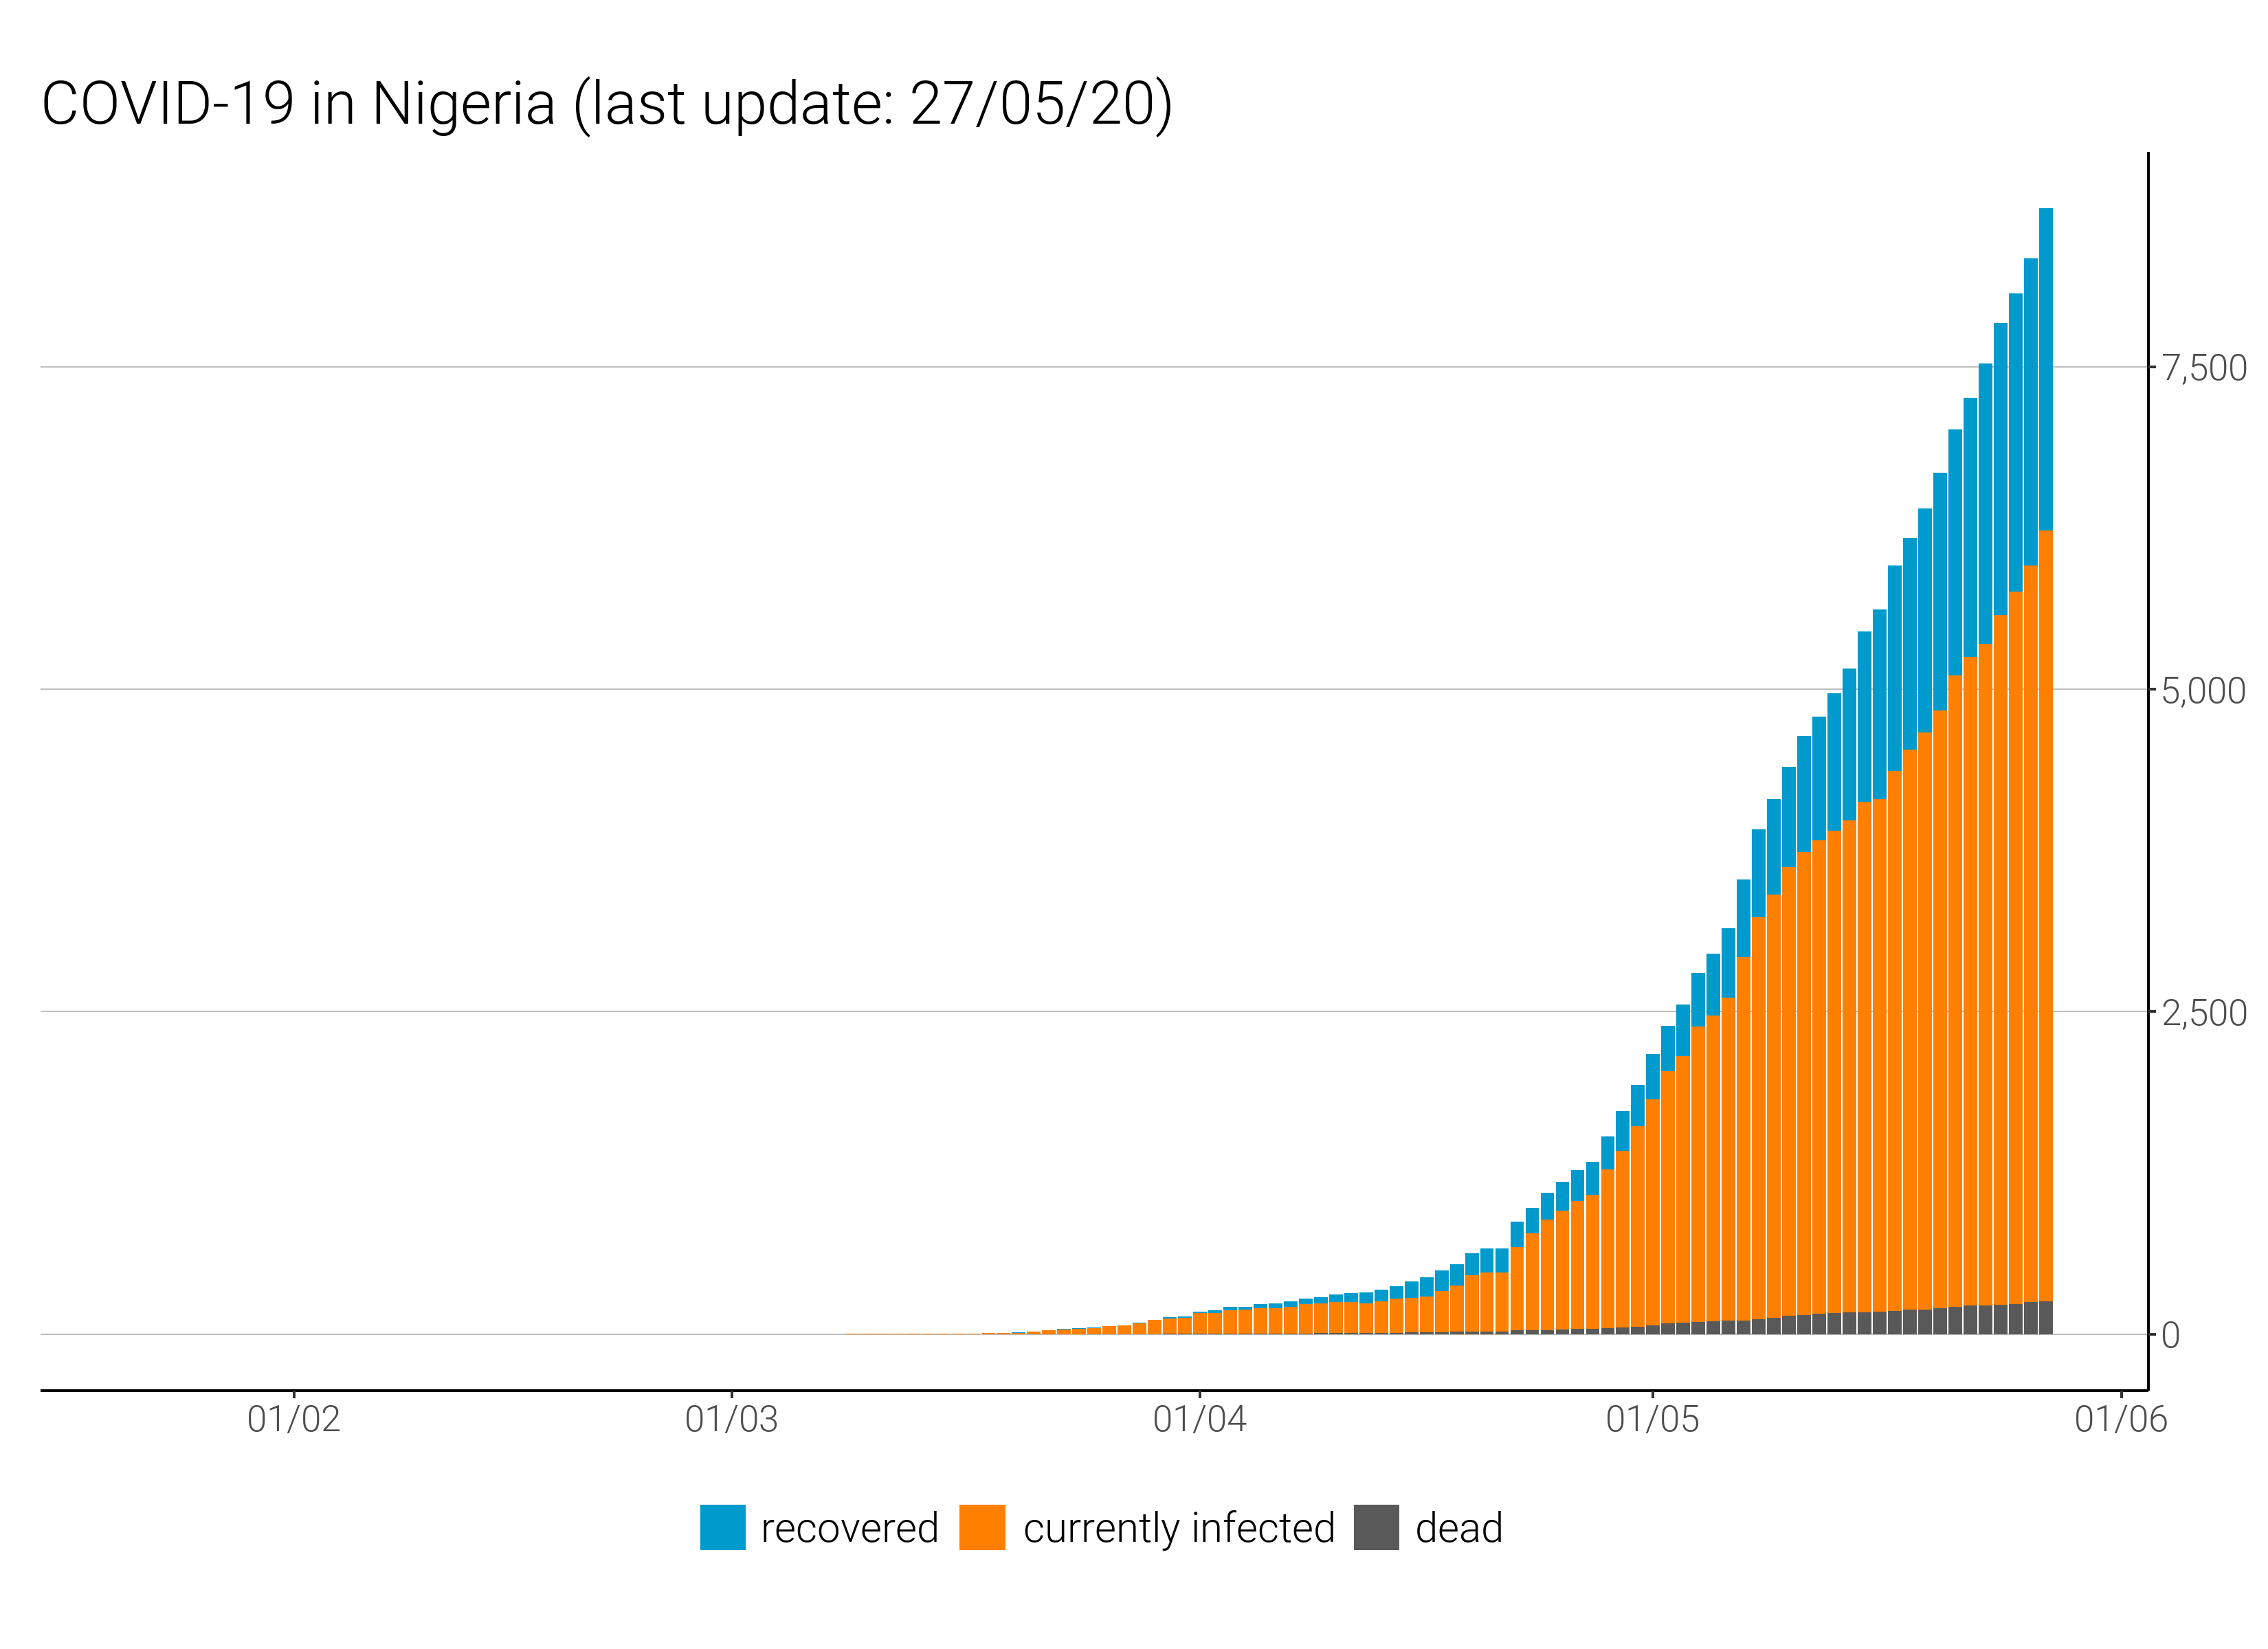 COVID-19 in Nigeria (last update: 27/05/20)
7,500
5,000
2,500
0
01/02 01/03 01/04 01/05 01/06
recovered currently infected dead